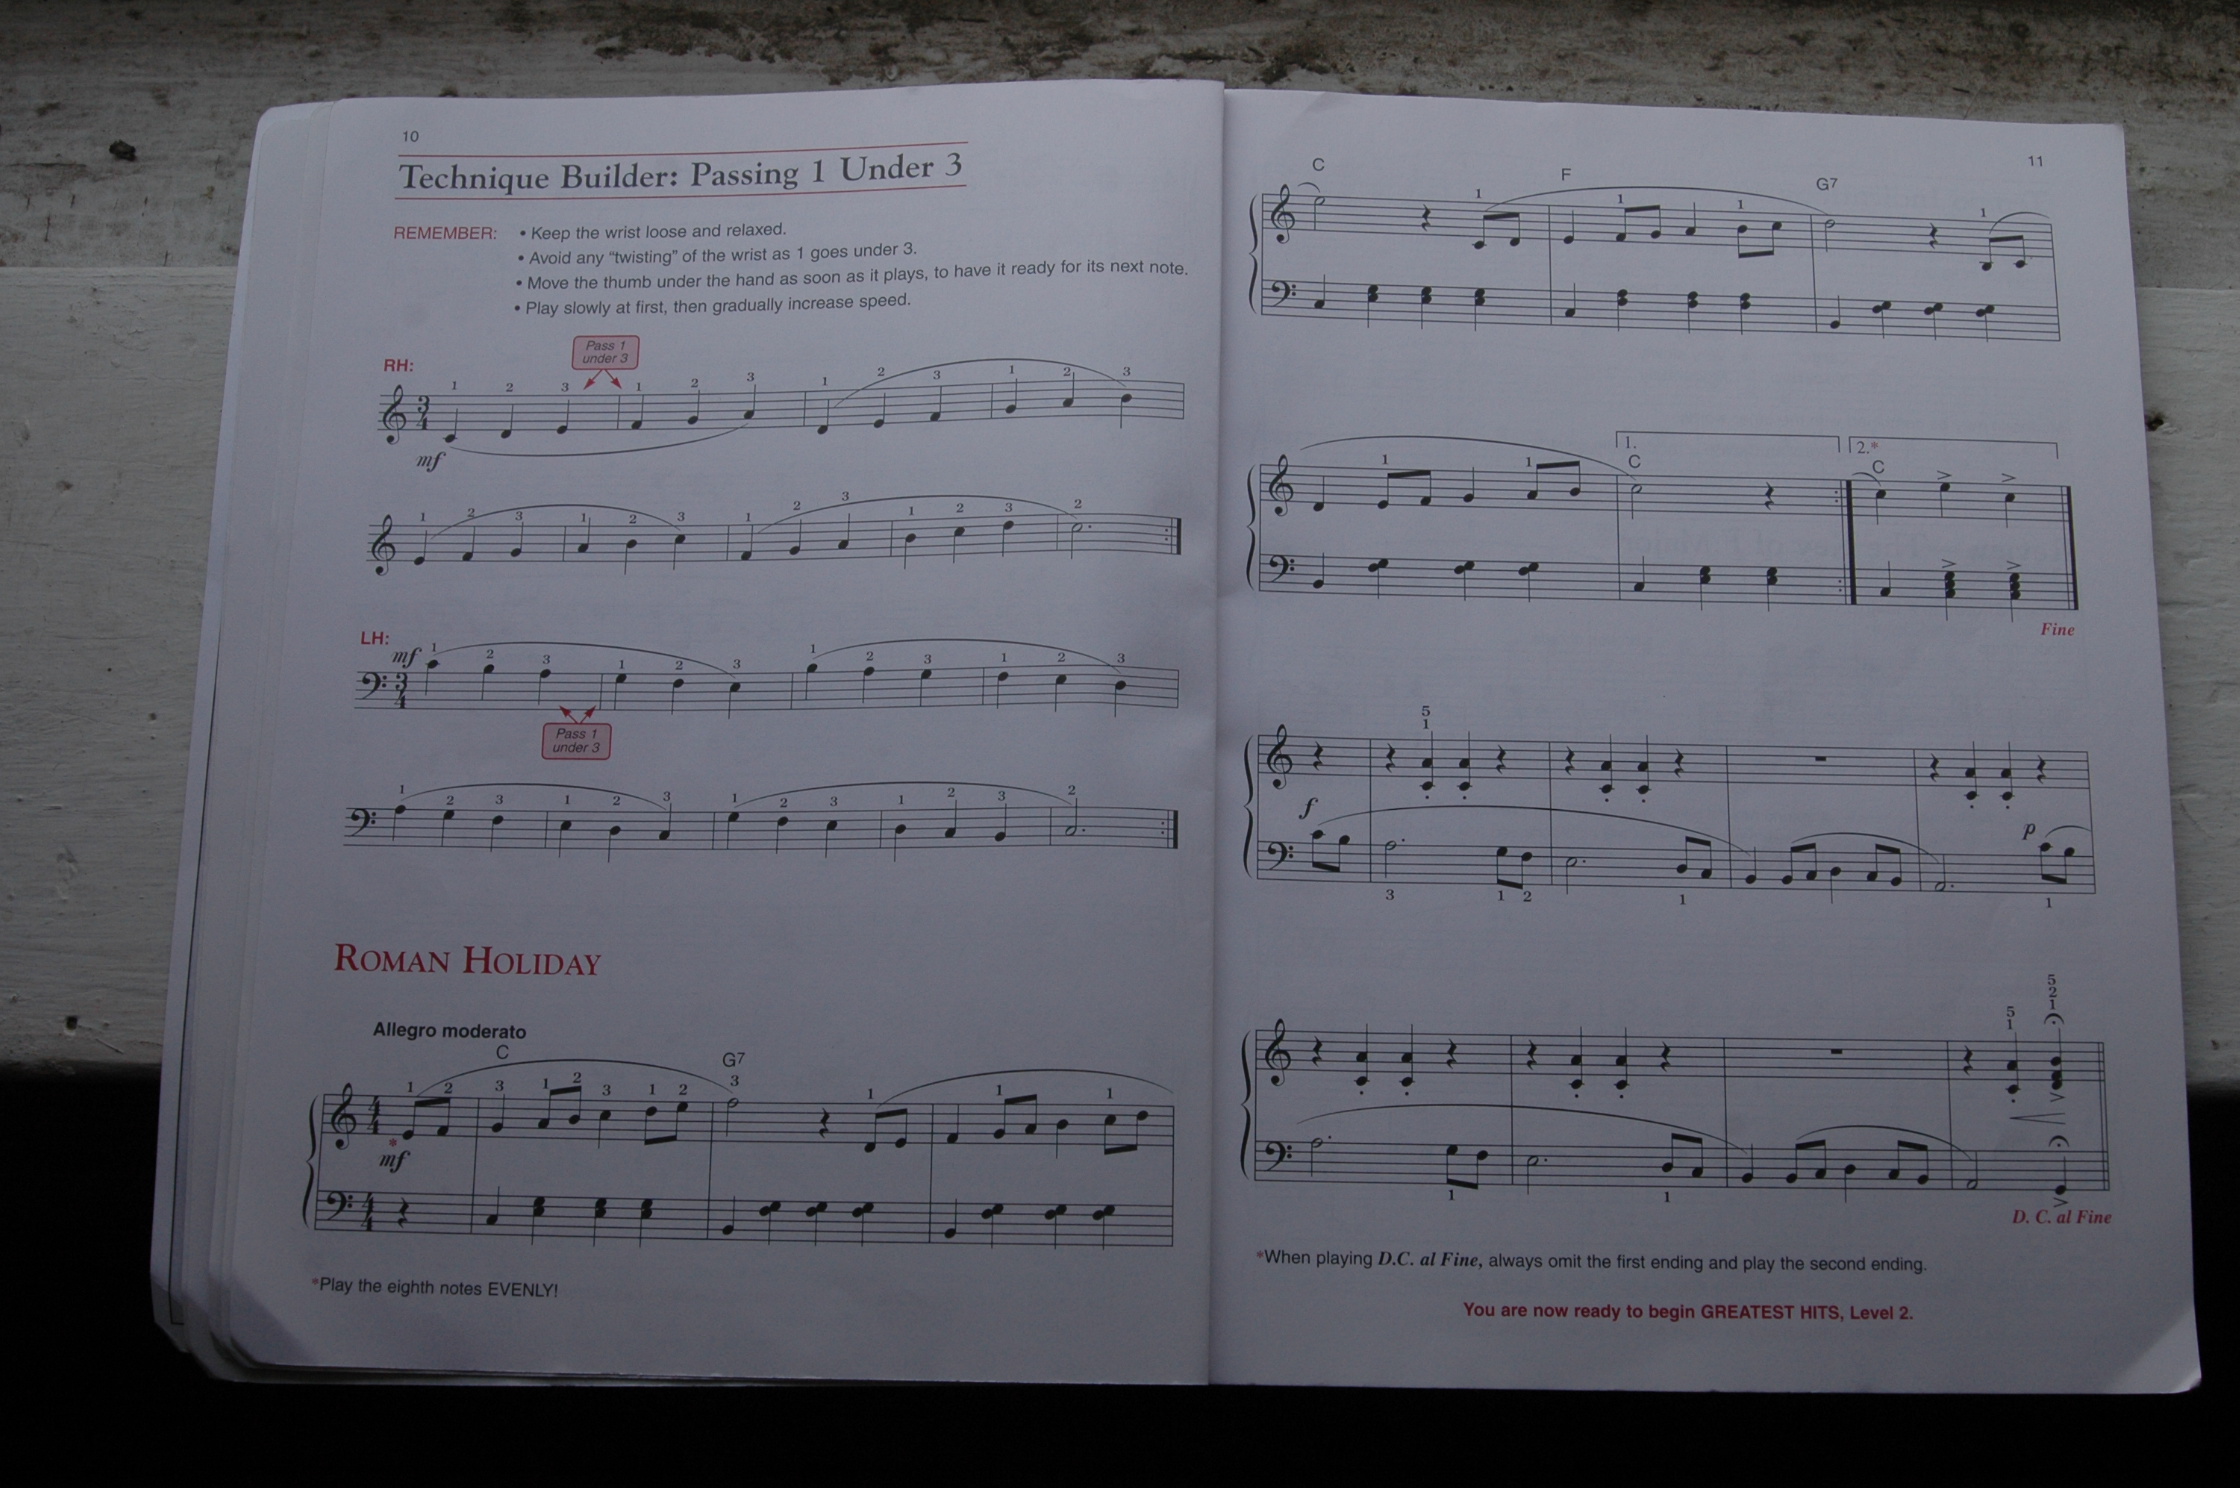 10
Technique Builder: Passing 1 Under 3
REMEMBER: • Keep the wrist loose and relaxed.
• Avoid any “twisting” of the wrist as 1 goes under 3.
• Move the thumb under the hand as soon as it plays, to have it ready for its next note.
• Play slowly at first, then gradually increase speed.
Pass 1
under 3
RH:
1 2 3 1 2 3 1 2 3 1 2 3
3
4
mf
1 2 3 1 2 3 1 2 3 1 2 3 2
LH:
mf 1 2 3 1 2 3 1 2 3 1 2 3
3
4
Pass 1
under 3
1 2 3 1 2 3 1 2 3 1 2 3 2
ROMAN HOLIDAY
Allegro moderato
C G7
1 2 3 1 2 3 1 2 3 1 1 1
4
4
*
mf
4
4
*Play the eighth notes EVENLY!
11
C F G7
1 1 1 1
1. 2.*
C C
1 1
Fine
5
1
f
p
3 1 2 1 1
5
2
1
5
1
1 1
D. C. al Fine
*When playing D.C. al Fine, always omit the first ending and play the second ending.
You are now ready to begin GREATEST HITS, Level 2.